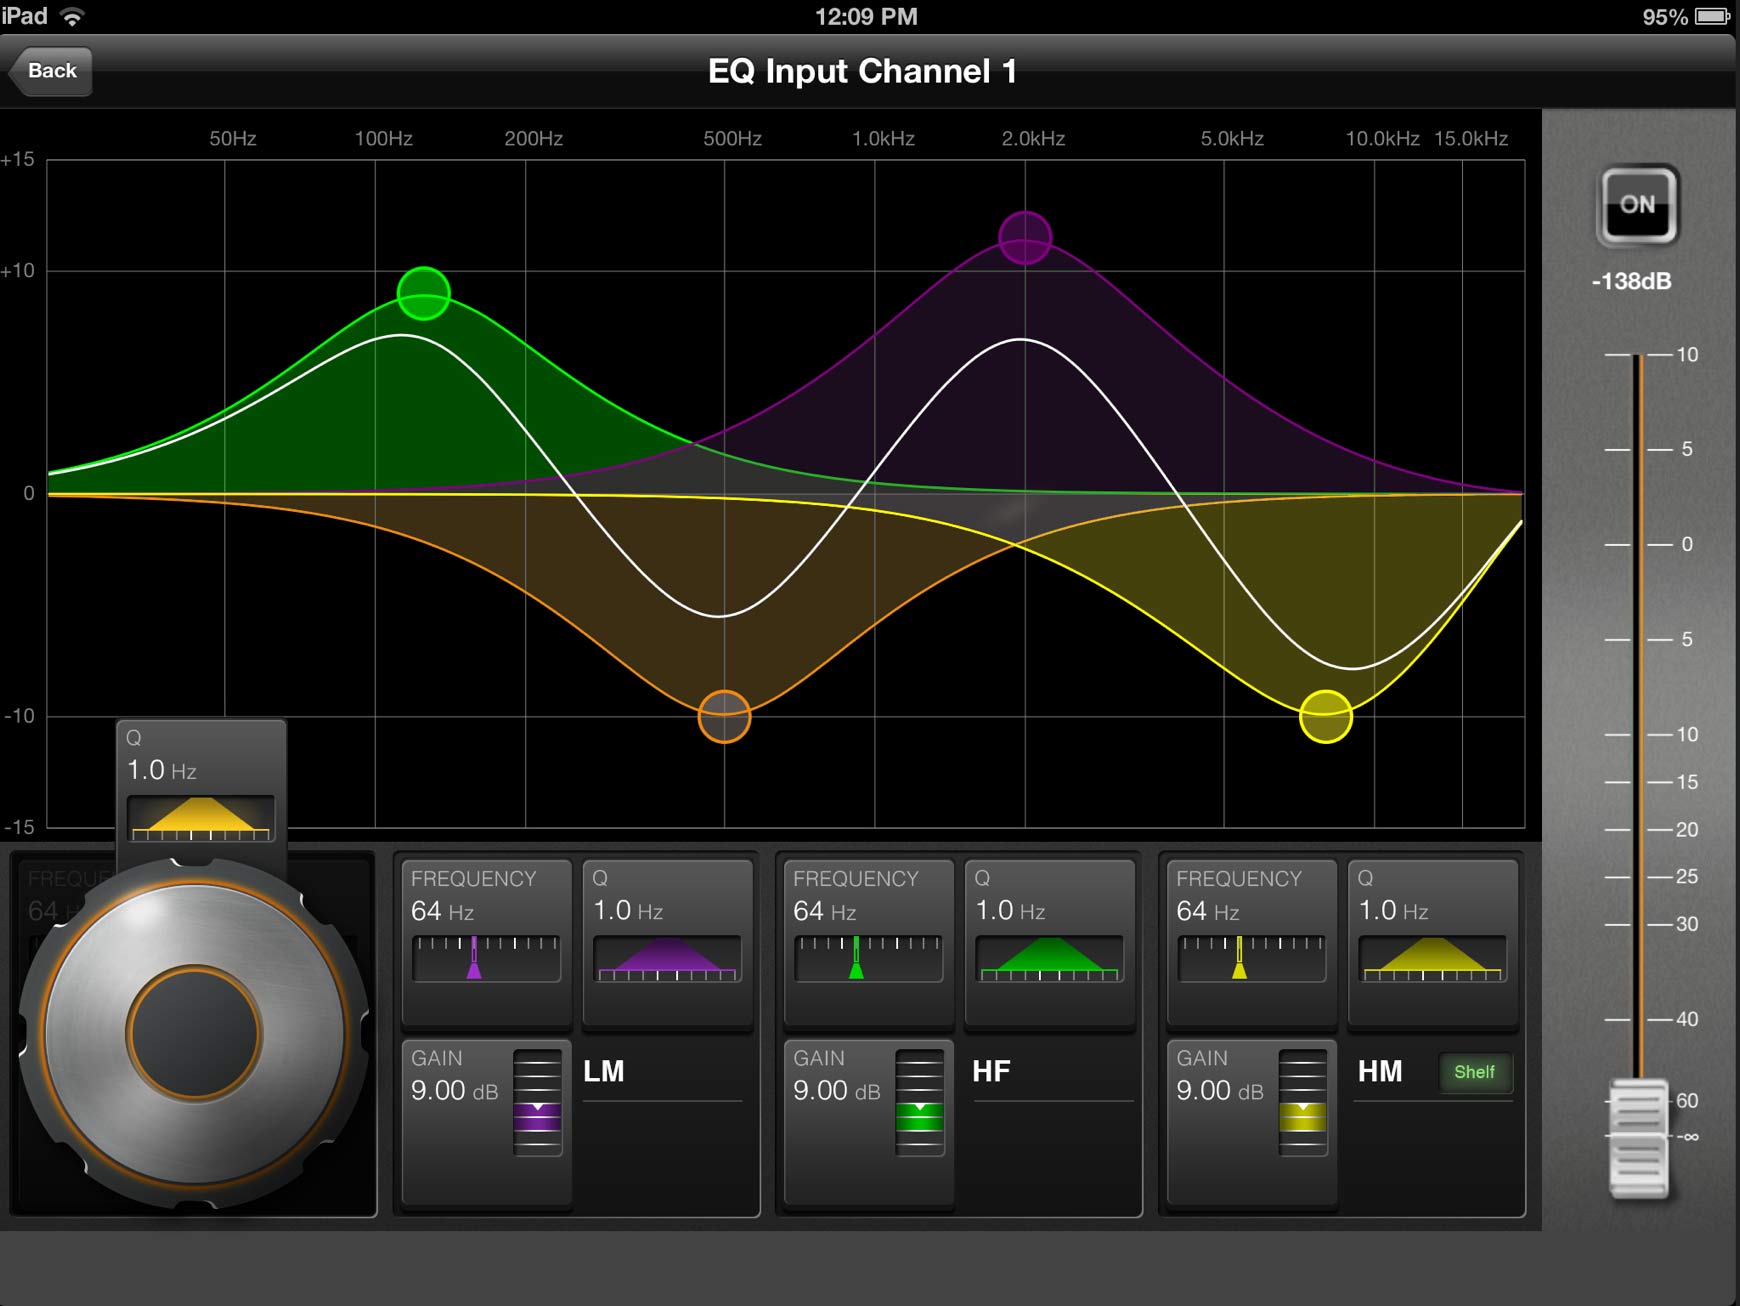 iPad 12:09 PM 95%
Back EQ Input Channel 1
50Hz 100Hz 200Hz 500Hz 1.0kHz 2.0kHz 5.0kHz 10.0kHz 15.0kHz
+15
+10
0
-10
-15
ON
-138dB
10
5
0
5
10
15
20
25
30
40
60
-∞
Q
1.0 Hz
FREQUE
64 H
FREQUENCY
64 Hz
Q
1.0 Hz
GAIN
9.00 dB
LM
FREQUENCY
64 Hz
Q
1.0 Hz
GAIN
9.00 dB
HF
FREQUENCY
64 Hz
Q
1.0 Hz
GAIN
9.00 dB
HM Shelf